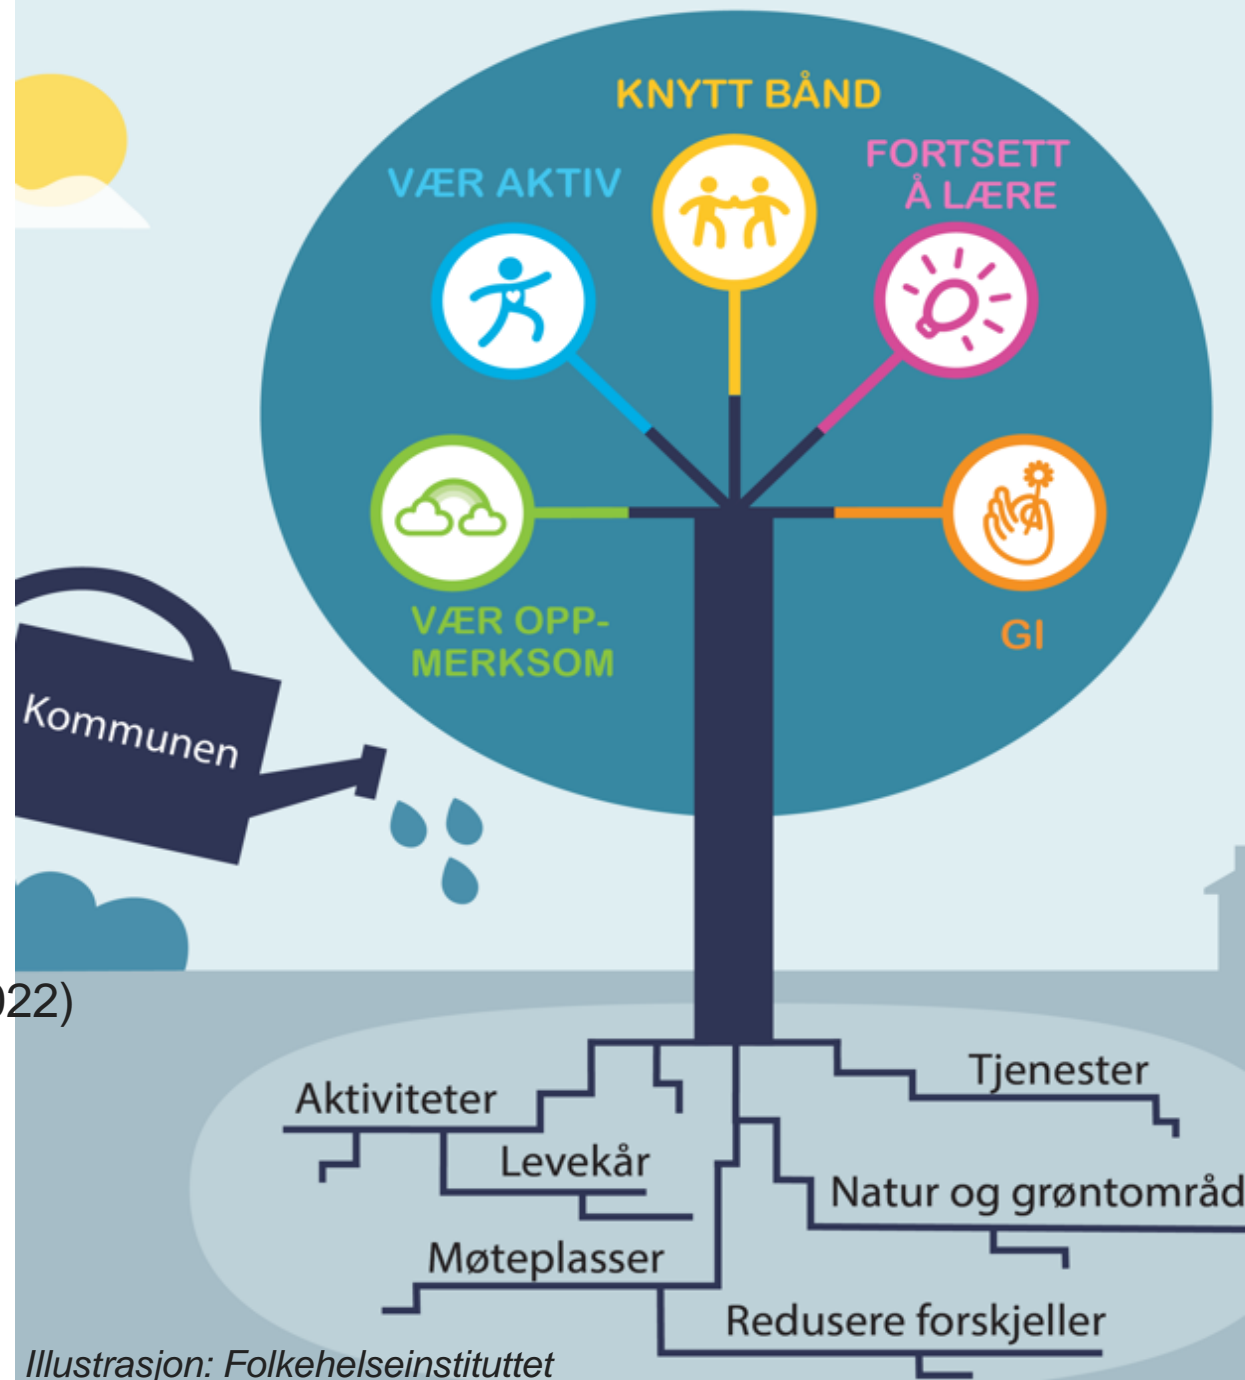 KNYTT BÅND
VÆR AKTIV
FORTSETT
Å LÆRE
VÆR OPP-
MERKSOM
GI
Kommunen
022)
Aktiviteter
Tjenester
Levekår
Natur og grøntområd
Møteplasser
Redusere forskjeller
Illustrasjon: Folkehelseinstituttet